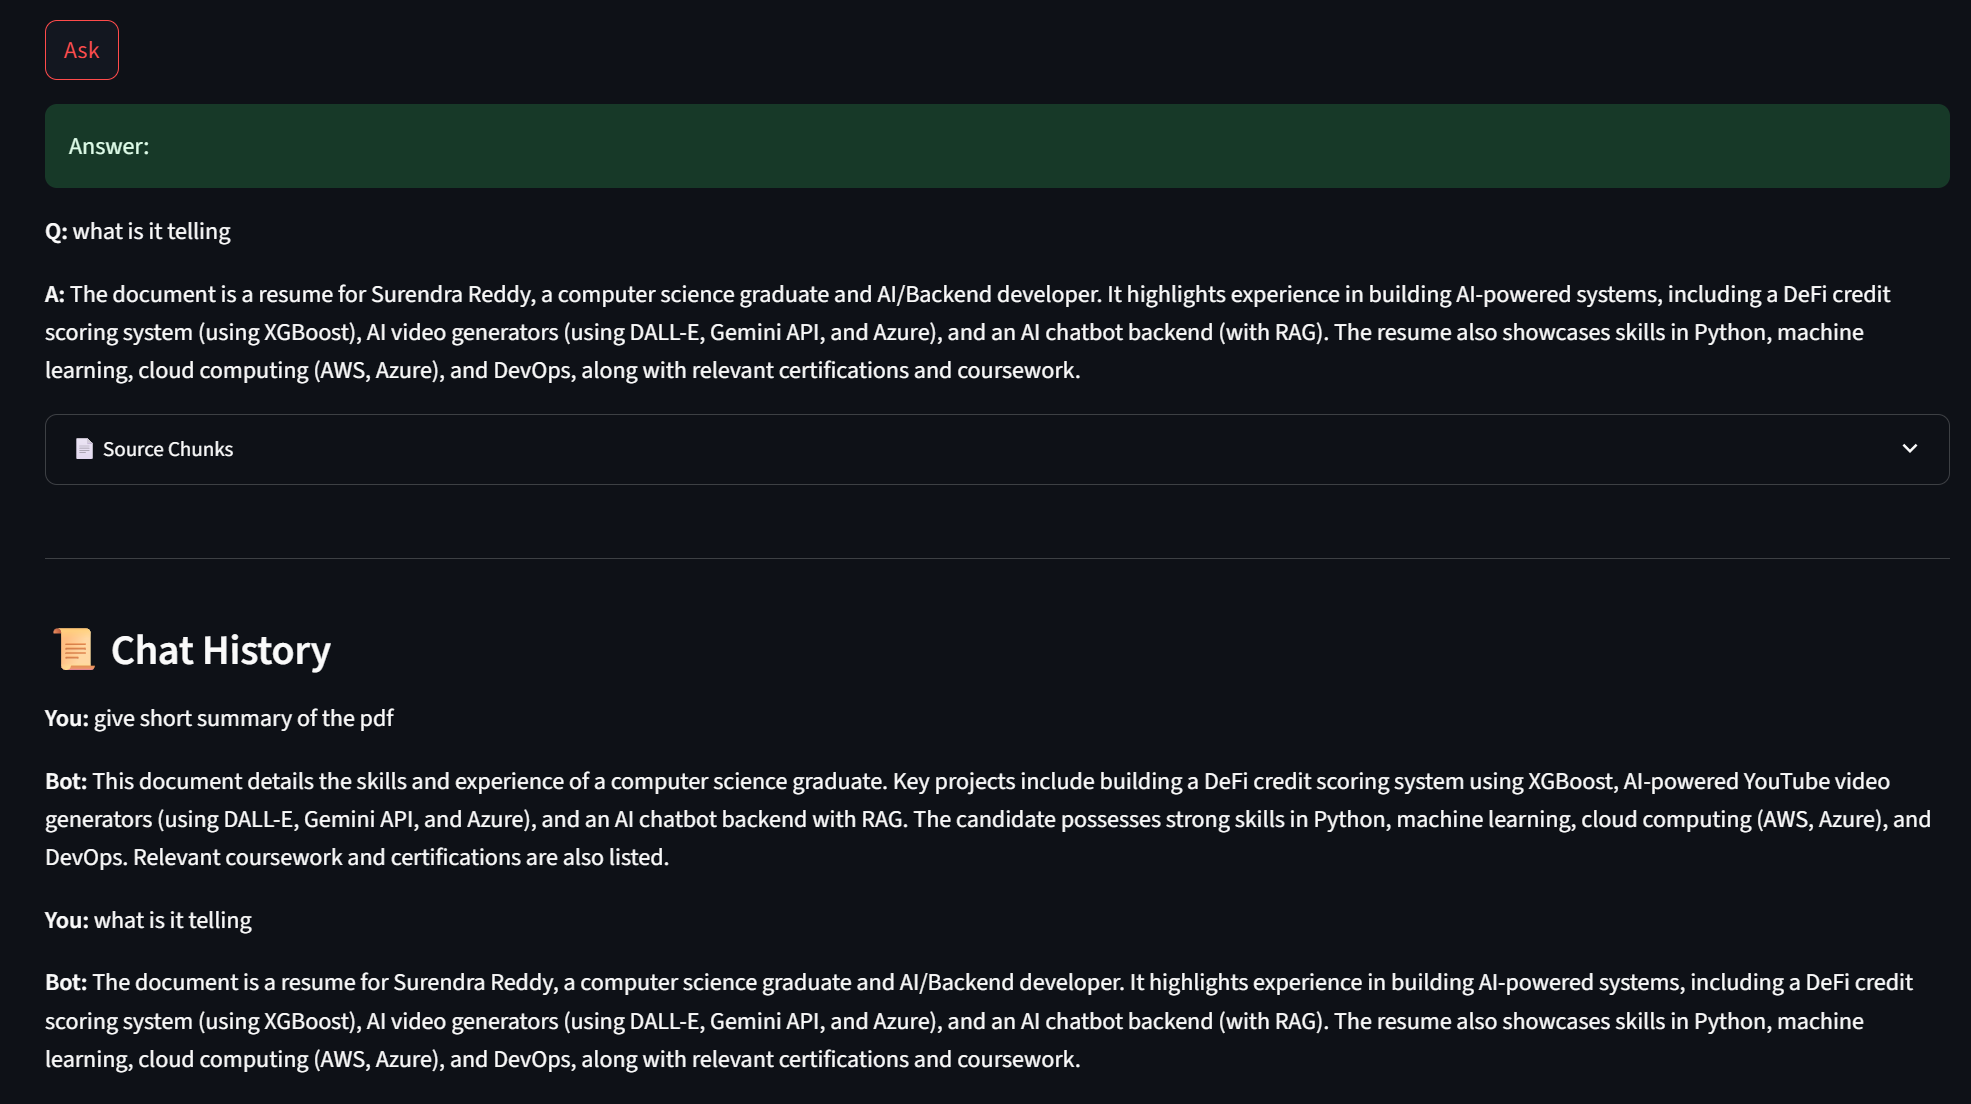 Ask
Answer:
Q: what is it telling
A: The document is a resume for Surendra Reddy, a computer science graduate and AI/Backend developer. It highlights experience in building AI-powered systems, including a DeFi credit
scoring system (using XGBoost), AI video generators (using DALL-E, Gemini API, and Azure), and an AI chatbot backend (with RAG). The resume also showcases skills in Python, machine
learning, cloud computing (AWS, Azure), and DevOps, along with relevant certifications and coursework.
Source Chunks
Chat History
You: give short summary of the pdf
Bot: This document details the skills and experience of a computer science graduate. Key projects include building a DeFi credit scoring system using XGBoost, AI-powered YouTube video
generators (using DALL-E, Gemini API, and Azure), and an AI chatbot backend with RAG. The candidate possesses strong skills in Python, machine learning, cloud computing (AWS, Azure), and
DevOps. Relevant coursework and certifications are also listed.
You: what is it telling
Bot: The document is a resume for Surendra Reddy, a computer science graduate and AI/Backend developer. It highlights experience in building AI-powered systems, including a DeFi credit
scoring system (using XGBoost), AI video generators (using DALL-E, Gemini API, and Azure), and an AI chatbot backend (with RAG). The resume also showcases skills in Python, machine
learning, cloud computing (AWS, Azure), and DevOps, along with relevant certifications and coursework.